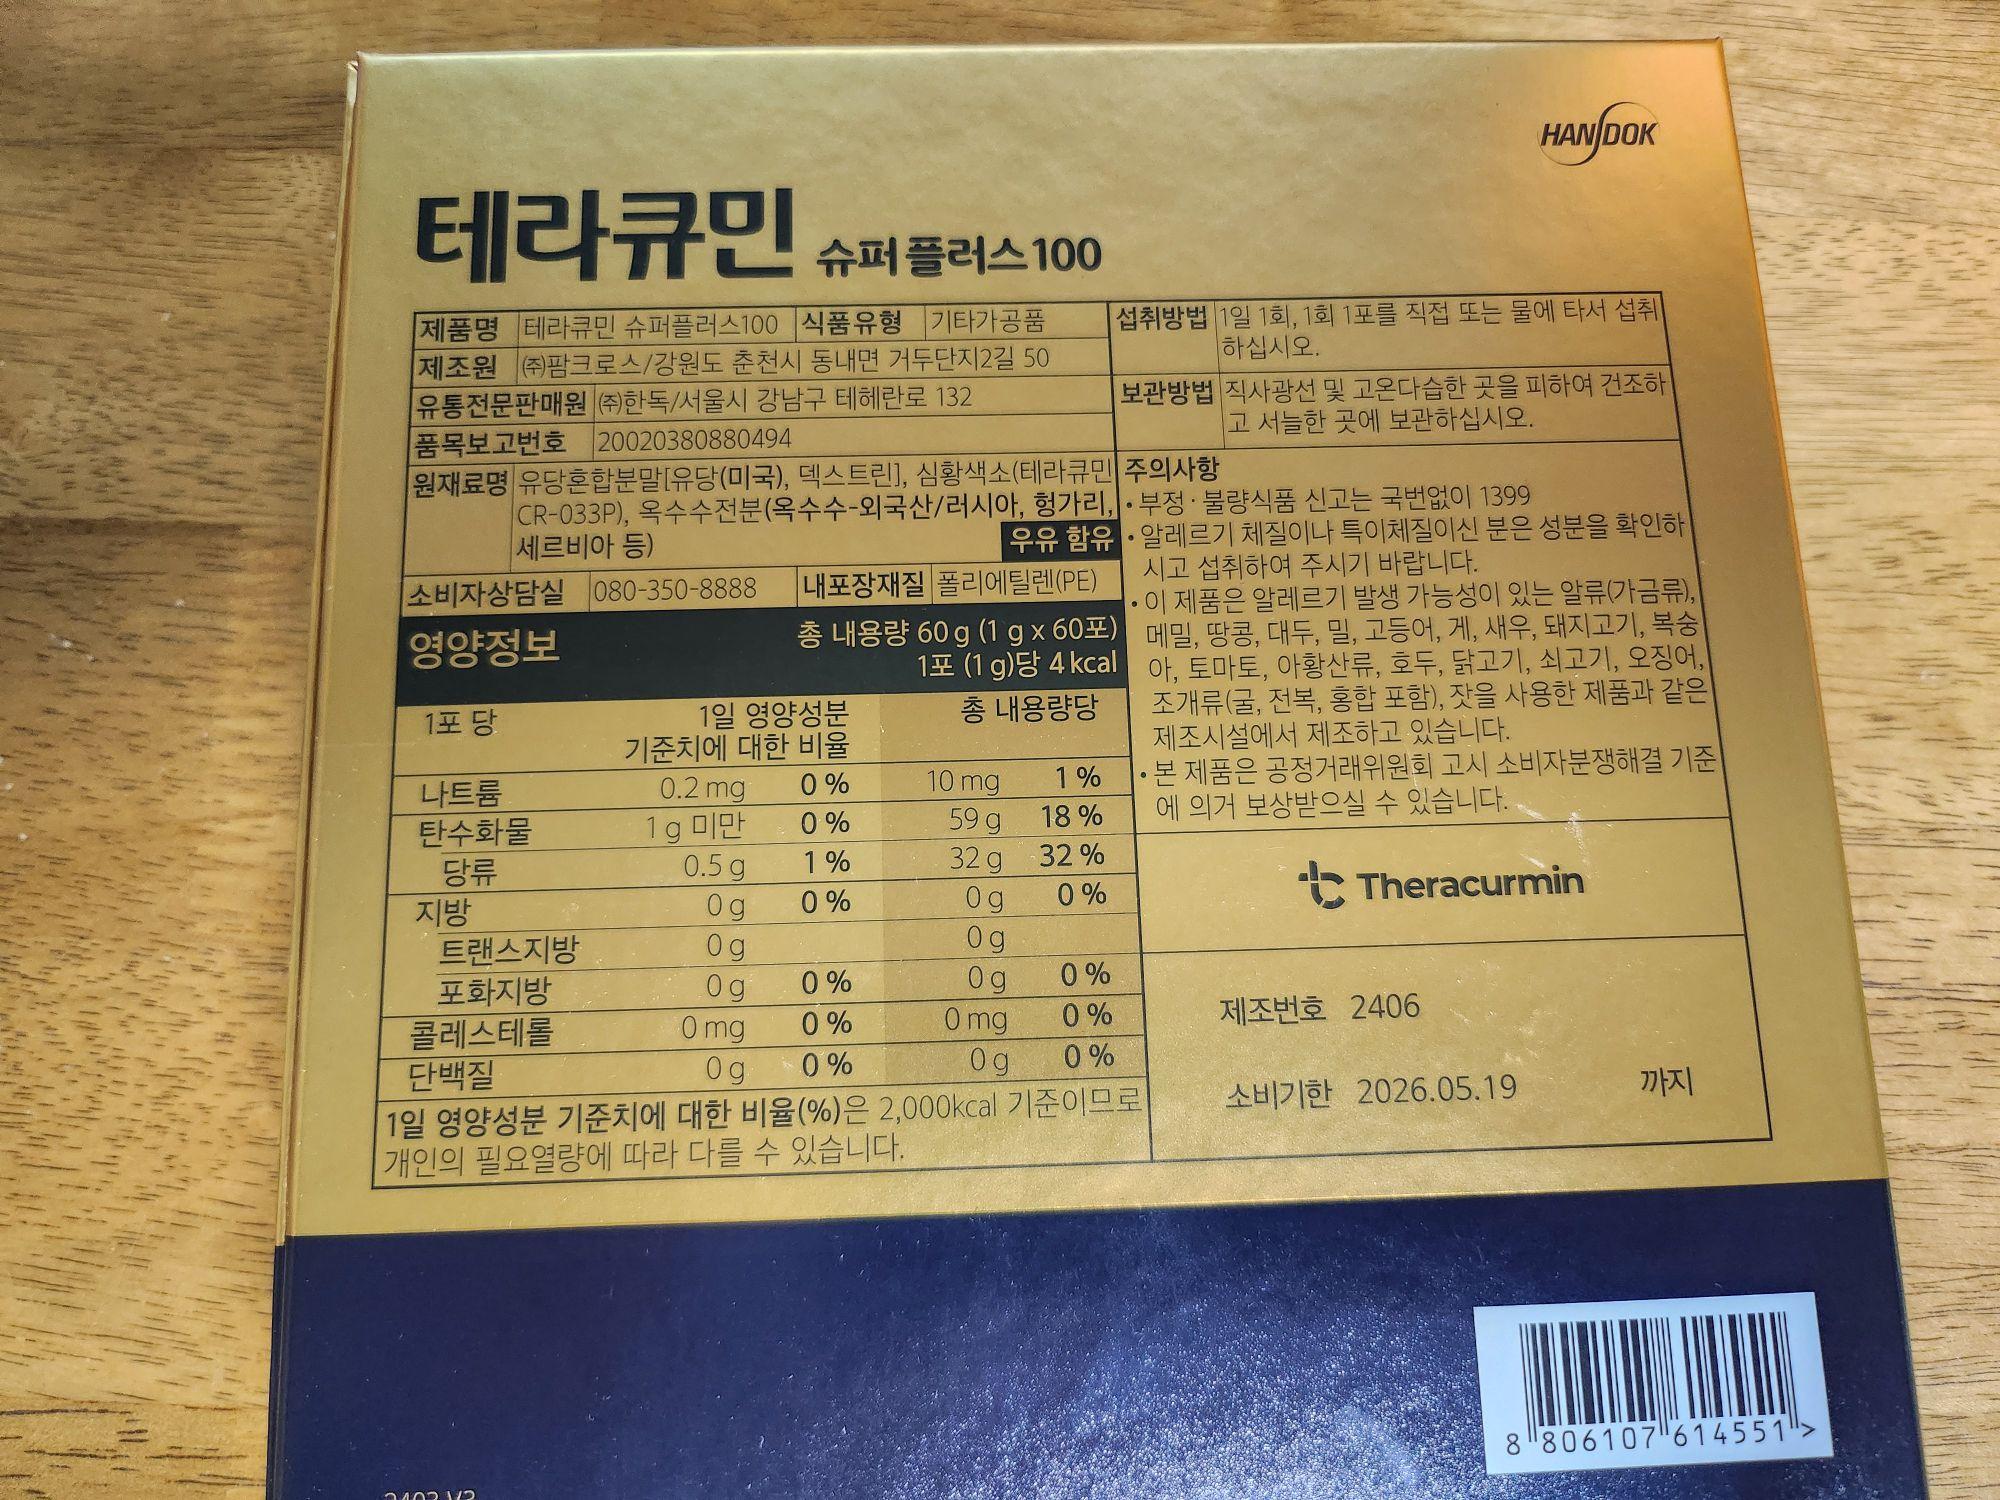 HANDOK
테라큐민 슈퍼 플러스 100
제품명 테라큐민 슈퍼플러스100 식품유형 기타가공품
제조원 ㈜팜크로스/강원도 춘천시 동내면 거두단지2길 50
유통전문판매원 ㈜한독/서울시 강남구 테헤란로 132
품목보고번호 20020380880494
원재료명 유당혼합분말[유당(미국), 덱스트린], 심황색소(테라큐민
CR-033P), 옥수수전분(옥수수-외국산/러시아, 헝가리,
세르비아 등)
우유 함유
소비자상담실 080-350-8888 내포장재질 폴리에틸렌(PE)
영양정보
총 내용량 60 g (1 g x 60포)
1포 (1 g)당 4 kcal
1포 당 1일 영양성분 총 내용량당
기준치에 대한 비율
나트륨 0.2 mg 0 % 10 mg 1 %
탄수화물 1 g 미만 0 % 59 g 18 %
당류 0.5 g 1 % 32 g 32 %
지방 0 g 0 % 0 g 0 %
트랜스지방 0 g 0 g
포화지방 0 g 0 % 0 g 0 %
콜레스테롤 0 mg 0 % 0 mg 0 %
단백질 0 g 0 % 0 g 0 %
1일 영양성분 기준치에 대한 비율(%)은 2,000kcal 기준이므로
개인의 필요열량에 따라 다를 수 있습니다.
섭취방법 1일 1회, 1회 1포를 직접 또는 물에 타서 섭취
하십시오.
보관방법 직사광선 및 고온다습한 곳을 피하여 건조하
고 서늘한 곳에 보관하십시오.
주의사항
• 부정 · 불량식품 신고는 국번없이 1399
• 알레르기 체질이나 특이체질이신 분은 성분을 확인하
시고 섭취하여 주시기 바랍니다.
• 이 제품은 알레르기 발생 가능성이 있는 알류(가금류),
메밀, 땅콩, 대두, 밀, 고등어, 게, 새우, 돼지고기, 복숭
아, 토마토, 아황산류, 호두, 닭고기, 쇠고기, 오징어,
조개류(굴, 전복, 홍합 포함), 잣을 사용한 제품과 같은
제조시설에서 제조하고 있습니다.
• 본 제품은 공정거래위원회 고시 소비자분쟁해결 기준
에 의거 보상받으실 수 있습니다.
Theracurmin
제조번호 2406
소비기한 2026.05.19 까지
8 806107 614551 >